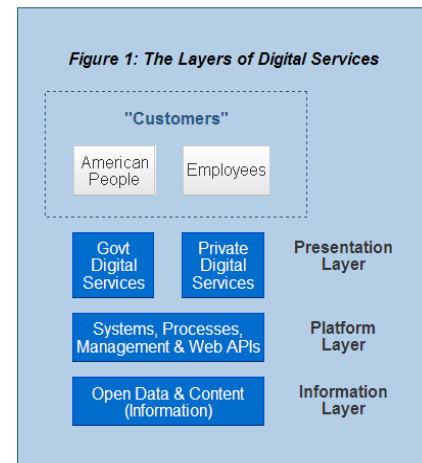 Figure 1: The Layers of Digital Services
"Customers"
American
People
Employees
Govt
Digital
Services
Private
Digital
Services
Presentation
Layer
Systems, Processes,
Management & Web APIs
Platform
Layer
Open Data & Content
(Information)
Information
Layer